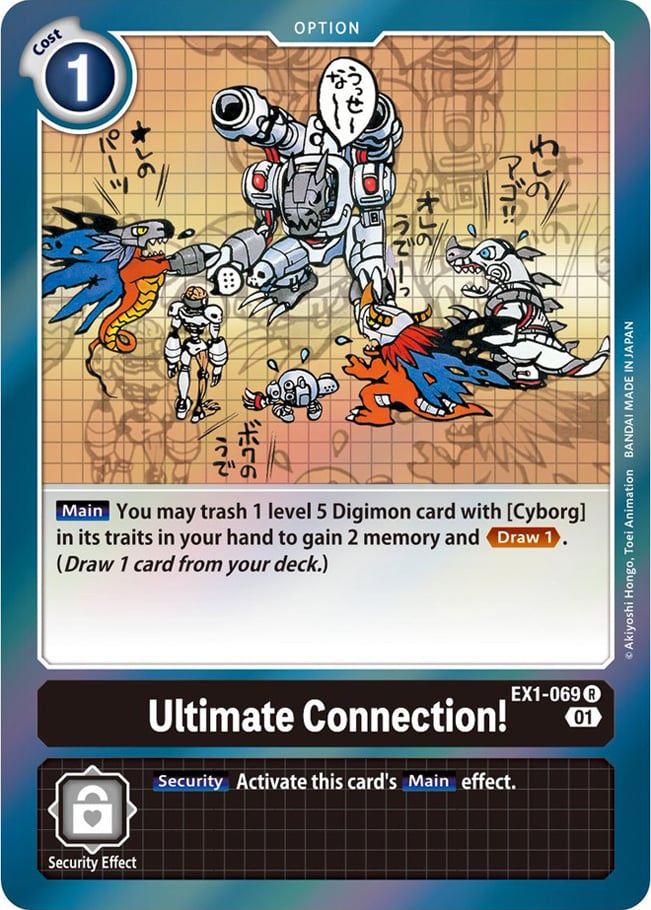 OPTION
Cost
1
うっせ～
な～～
★レの
パーツ
わしの
アゴ!!
オレの
うでーっ
ボクの
うで
Main You may trash 1 level 5 Digimon card with [Cyborg]
in its traits in your hand to gain 2 memory and Draw 1.
(Draw 1 card from your deck.)
© Akiyoshi Hongo, Toei Animation BANDAI MADE IN JAPAN
EX1-069 R
Ultimate Connection!
01
Security Activate this card's Main effect.
Security Effect